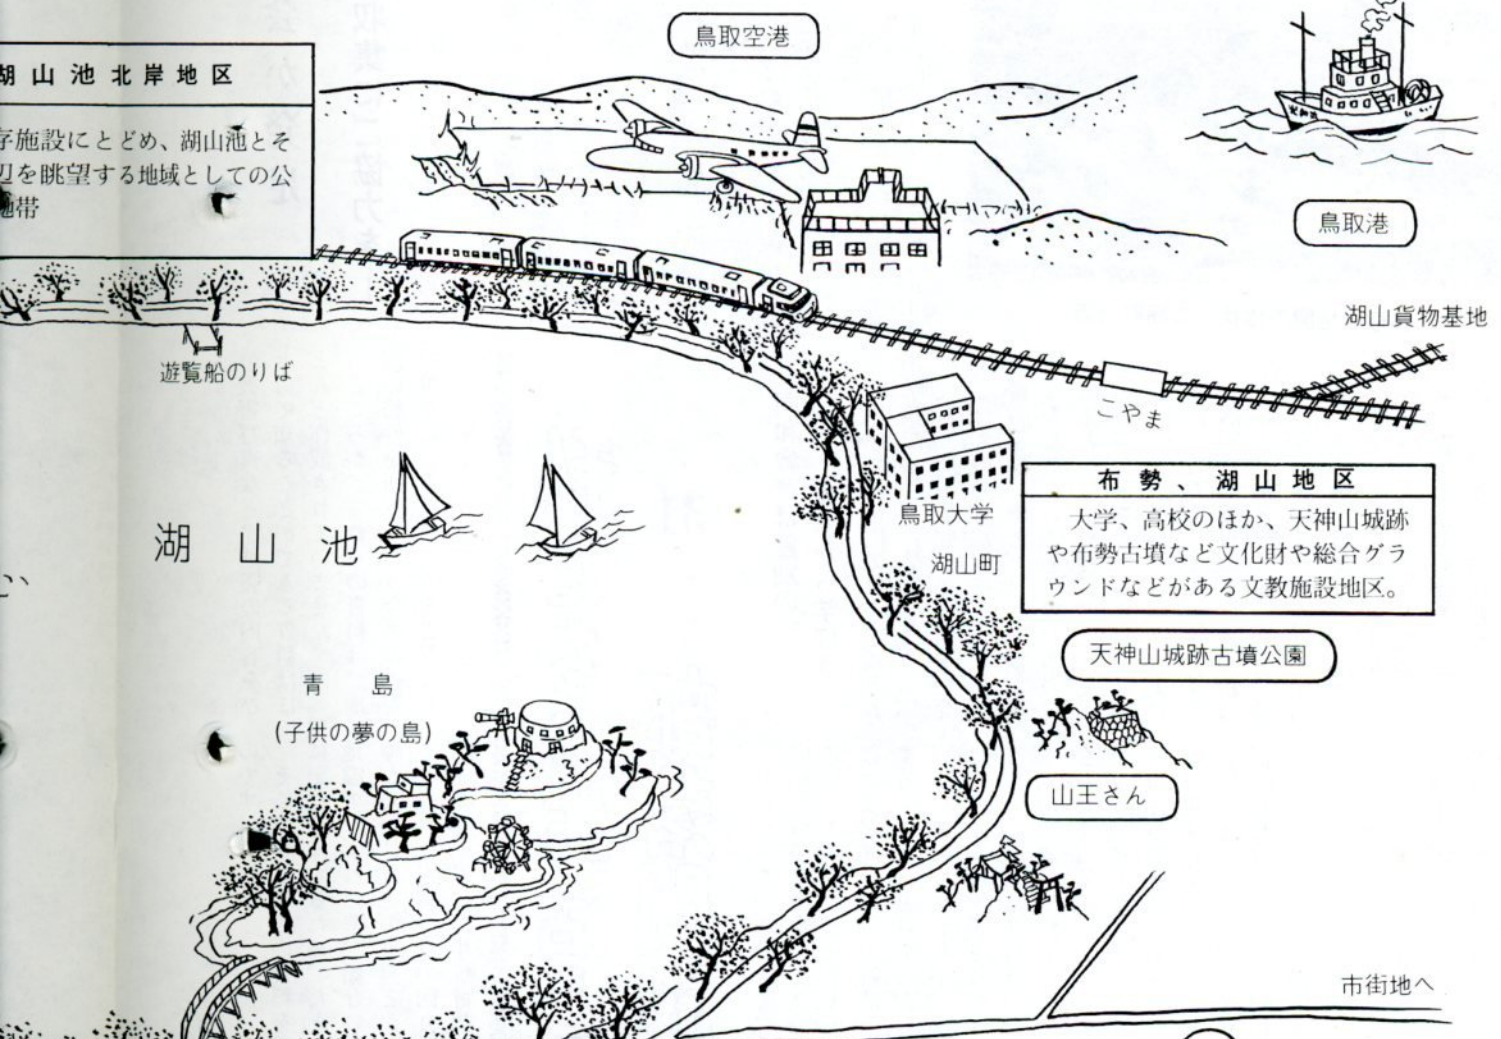 鳥取空港
湖山池北岸地区
施設にとどめ、湖山池とそ
辺を眺望する地域としての公
地帯
鳥取港
湖山貨物基地
遊覧船のりば
こやま
布勢、湖山地区
大学、高校のほか、天神山城跡
や布勢古墳など文化財や総合グラ
ウンドなどがある文教施設地区。
鳥取大学
湖山町
湖山池
い
天神山城跡古墳公園
青島
(子供の夢の島)
山王さん
市街地へ